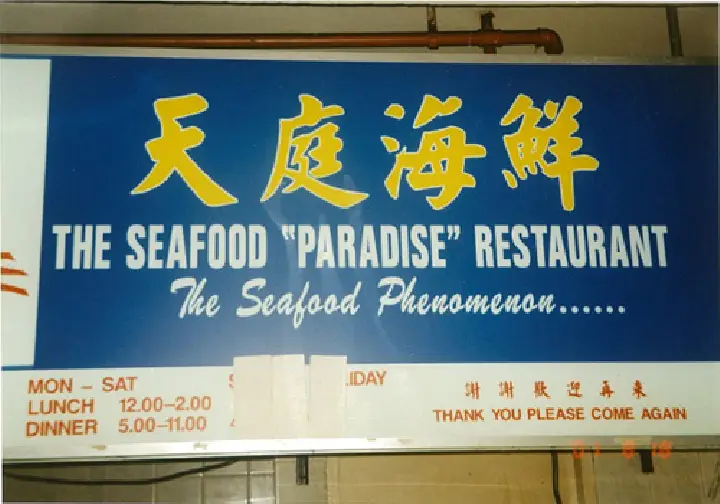 天庭海鮮
THE SEAFOOD "PARADISE" RESTAURANT
The Seafood Phenomenon......
MON – SAT
LUNCH 12.00–2.00
DINNER 5.00–11.00
謝謝歡迎再來
THANK YOU PLEASE COME AGAIN